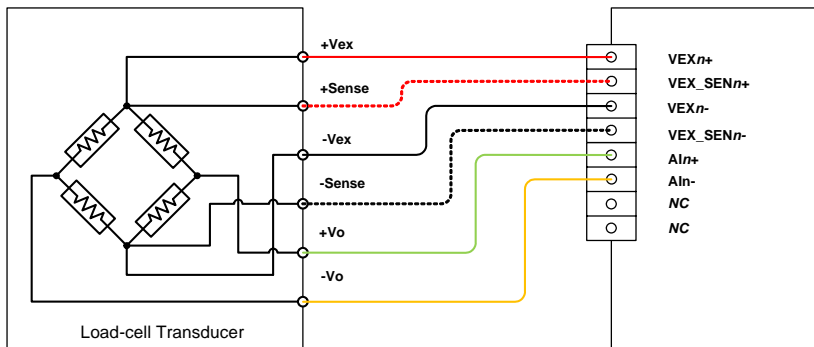 +Vex
+Sense
-Vex
-Sense
+Vo
-Vo
Load-cell Transducer
VEXn+
VEX_SENn+
VEXn-
VEX_SENn-
AIn+
AIn-
NC
NC